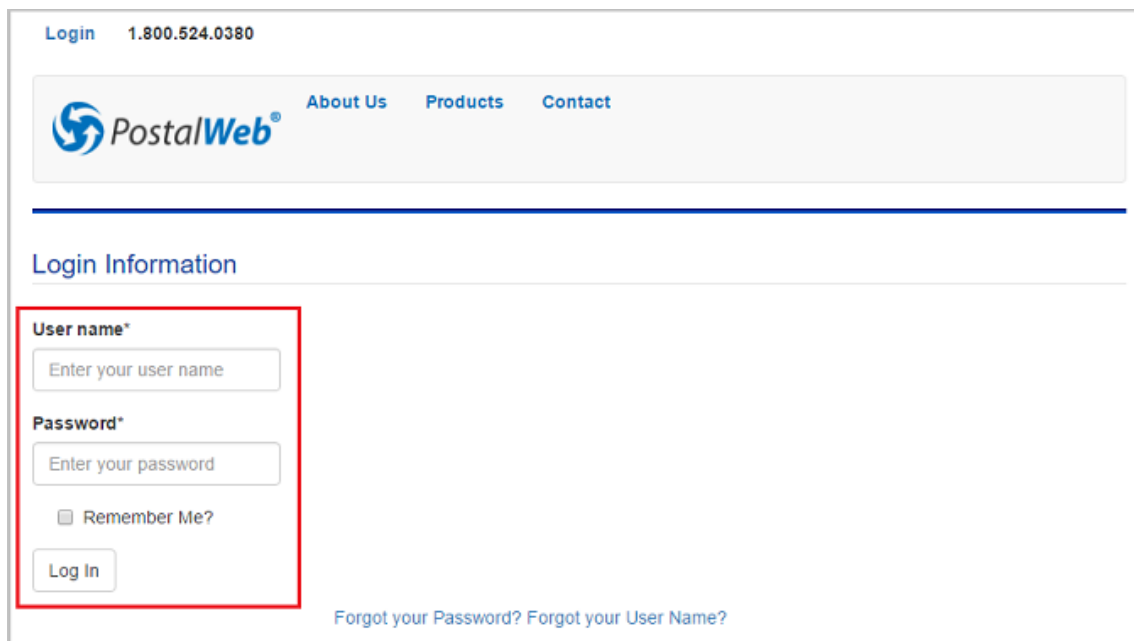 Login 1.800.524.0380
PostalWeb® About Us Products Contact
Login Information
User name*
Enter your user name
Password*
Enter your password
Remember Me?
Log In
Forgot your Password? Forgot your User Name?